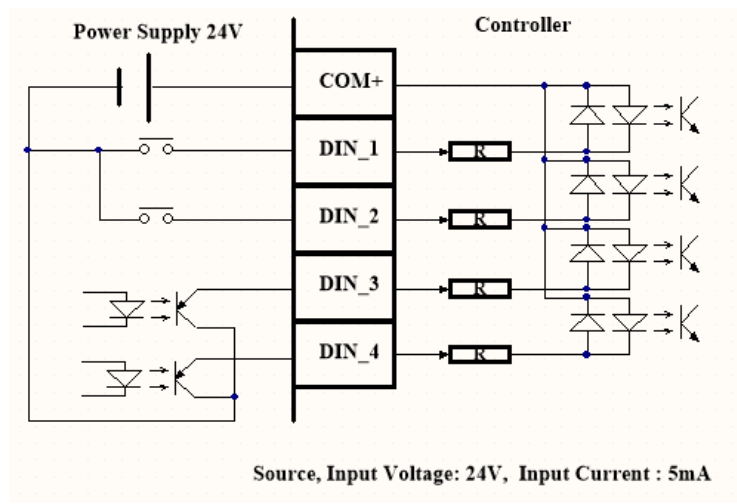 Power Supply 24V
Controller
COM+
DIN_1
R
DIN_2
R
DIN_3
R
DIN_4
R
Source, Input Voltage: 24V, Input Current : 5mA